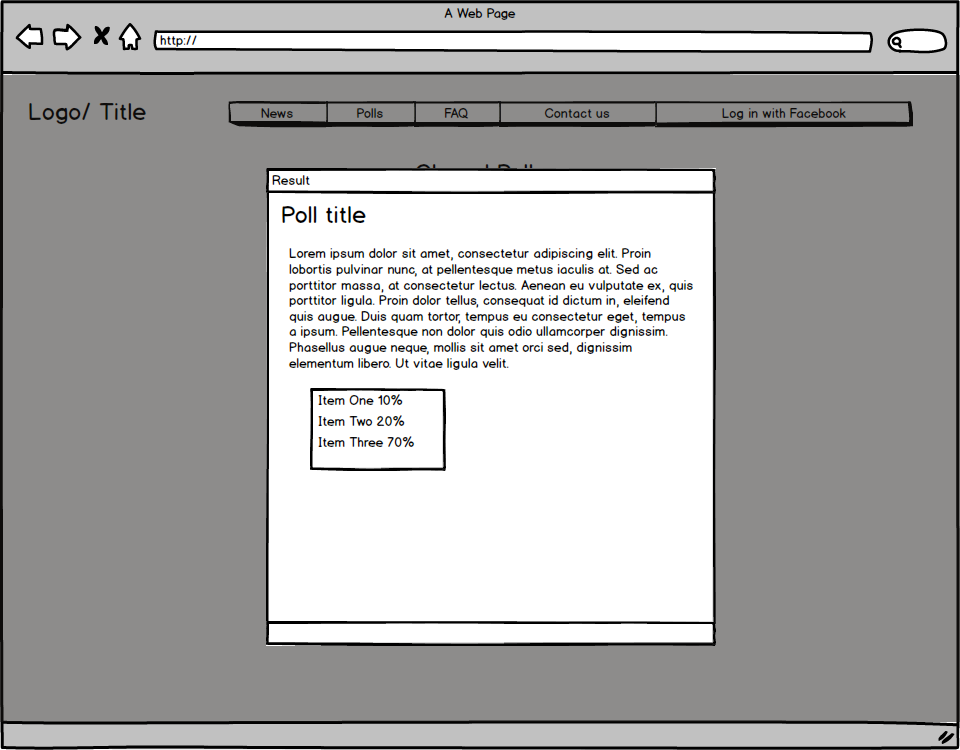 A Web Page
http://
Logo/ Title
News Polls FAQ Contact us Log in with Facebook
Result
Poll title
Lorem ipsum dolor sit amet, consectetur adipiscing elit. Proin
lobortis pulvinar nunc, at pellentesque metus iaculis at. Sed ac
porttitor massa, at consectetur lectus. Aenean eu vulputate ex, quis
porttitor ligula. Proin dolor tellus, consequat id dictum in, eleifend
quis augue. Duis quam tortor, tempus eu consectetur eget, tempus
a ipsum. Pellentesque non dolor quis odio ullamcorper dignissim.
Phasellus augue neque, mollis sit amet orci sed, dignissim
elementum libero. Ut vitae ligula velit.
Item One 10%
Item Two 20%
Item Three 70%